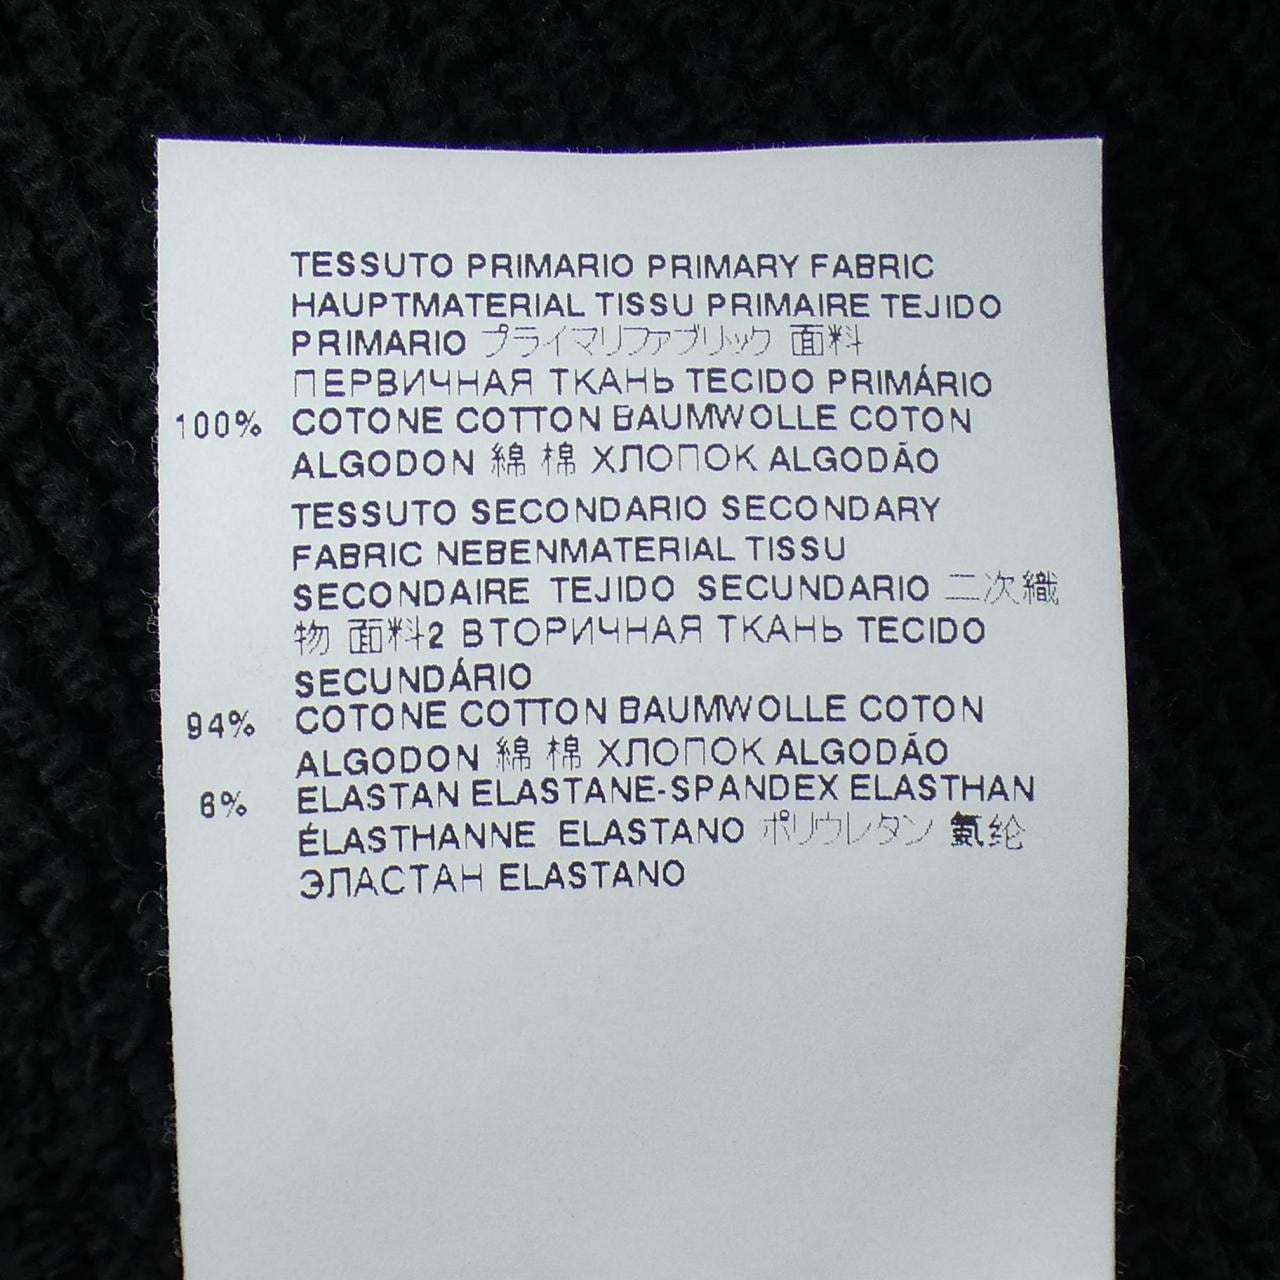 TESSUTO PRIMARIO PRIMARY FABRIC
HAUPTMATERIAL TISSU PRIMAIRE TEJIDO
PRIMARIO プライマリファブリック 面料
ПЕРВИЧНАЯ ТКАНЬ TECIDO PRIMÁRIO
100% COTONE COTTON BAUMWOLLE COTON
ALGODON 綿 棉 ХЛОПОК ALGODÃO
TESSUTO SECONDARIO SECONDARY
FABRIC NEBENMATERIAL TISSU
SECONDAIRE TEJIDO SECUNDARIO 二次織
物 面料2 ВТОРИЧНАЯ ТКАНЬ TECIDO
SECUNDÁRIO
94% COTONE COTTON BAUMWOLLE COTON
ALGODON 綿 棉 ХЛОПОК ALGODÃO
6% ELASTAN ELASTANE-SPANDEX ELASTHAN
ÉLASTHANNE ELASTANO ポリウレタン 氨纶
ЭЛАСТАН ELASTANO